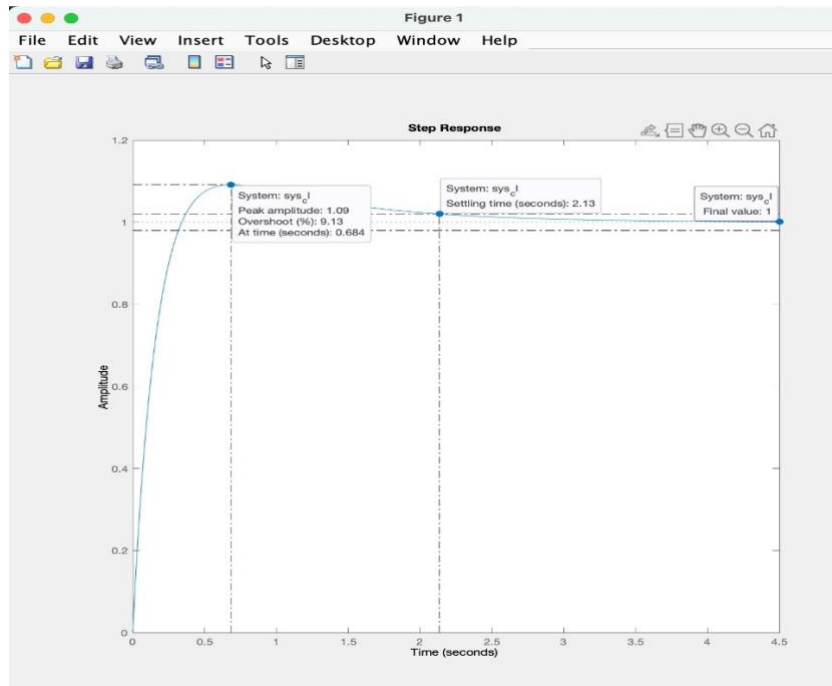 Figure 1
File Edit View Insert Tools Desktop Window Help
Step Response
1.2
System: sys_cl
Peak amplitude: 1.09
Overshoot (%): 9.13
At time (seconds): 0.684
System: sys_cl
Settling time (seconds): 2.13
System: sys_cl
Final value: 1
1
0.8
0.6
0.4
0.2
0
Amplitude
0 0.5 1 1.5 2 2.5 3 3.5 4 4.5
Time (seconds)